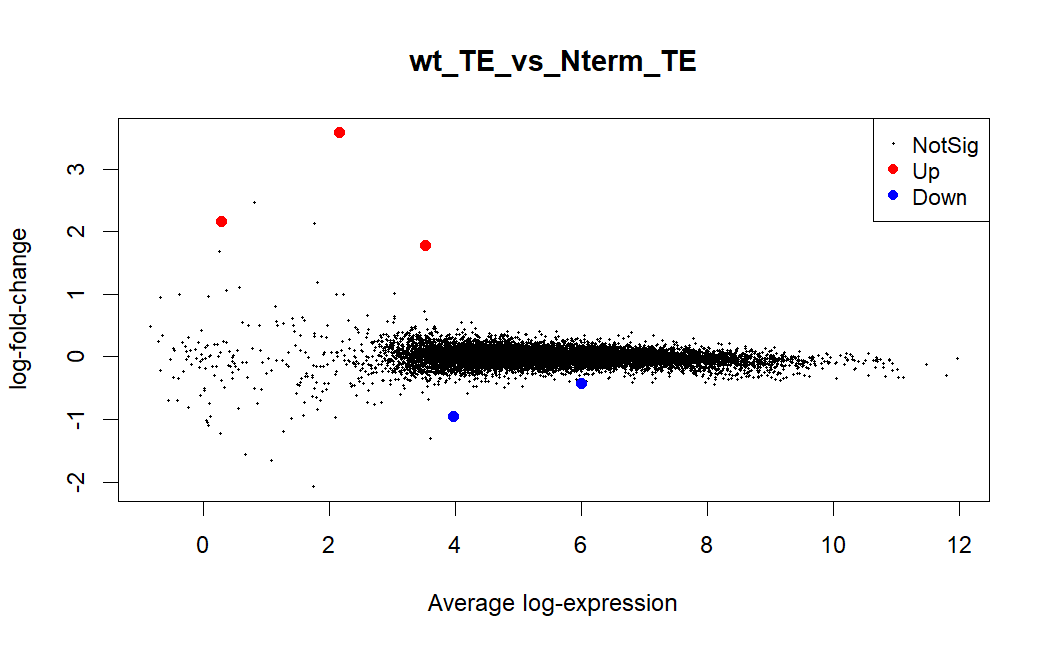 wt_TE_vs_Nterm_TE
NotSig
Up
Down
3
2
1
0
-1
-2
log-fold-change
0 2 4 6 8 10 12
Average log-expression